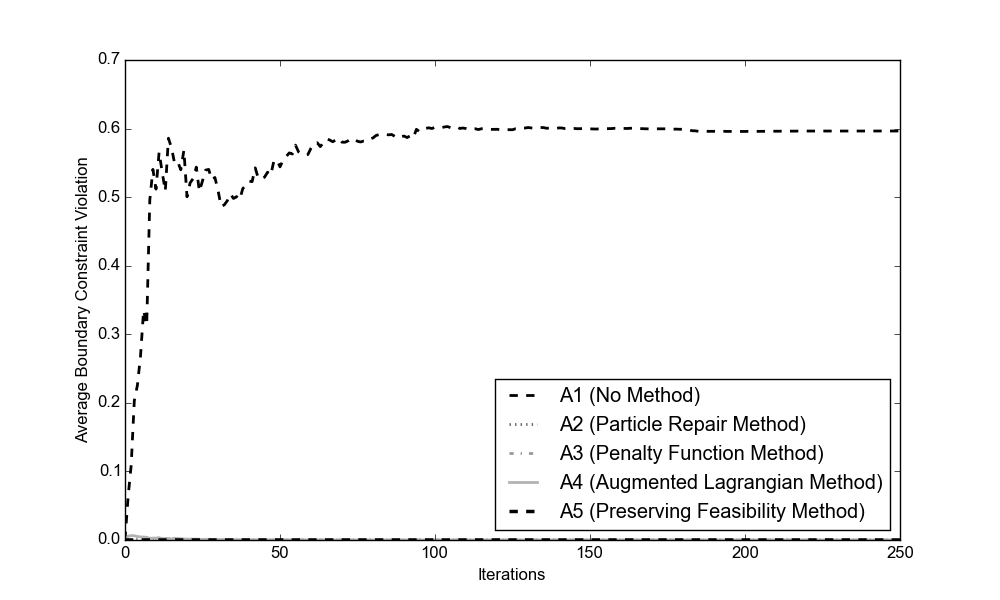 0.7
0.6
0.5
0.4
0.3
0.2
0.1
0.0
Average Boundary Constraint Violation
A1 (No Method)
A2 (Particle Repair Method)
A3 (Penalty Function Method)
A4 (Augmented Lagrangian Method)
A5 (Preserving Feasibility Method)
0 50 100 150 200 250
Iterations